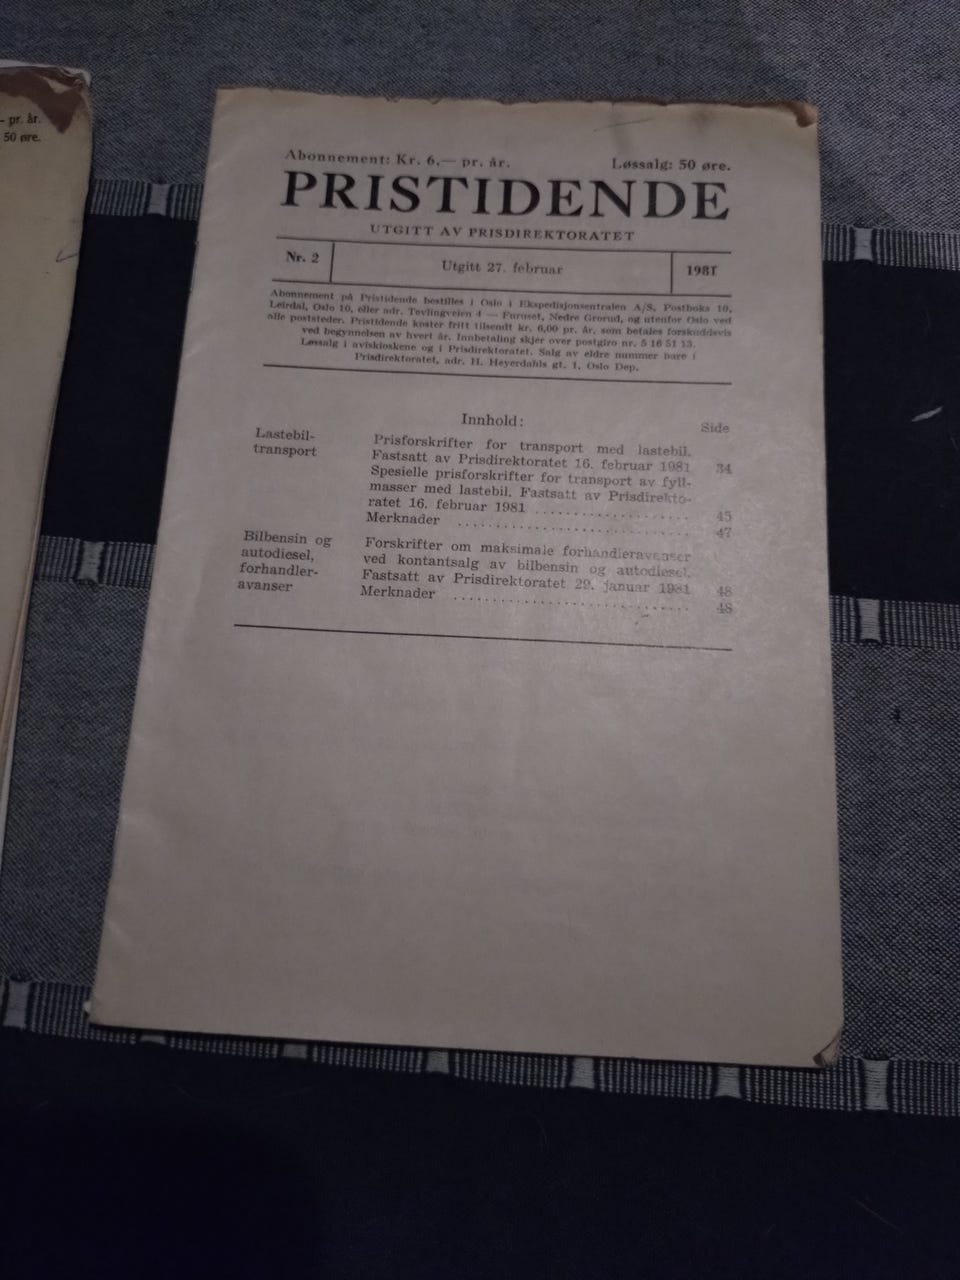 - pr. år.
50 øre.
Abonnement: Kr. 6.— pr. år. Løssalg: 50 øre.
PRISTIDENDE
UTGITT AV PRISDIREKTORATET
Nr. 2 Utgitt 27. februar 1981
Abonnement på Pristidende bestilles i Oslo i Ekspedisjonsentralen A/S, Postboks 10,
Leirdal, Oslo 10, eller adr. Tevlingveien 4 — Furuset, Nedre Grorud, og utenfor Oslo ved
alle poststeder. Pristidende koster fritt tilsendt kr. 6,00 pr. år, som betales forskuddsvis
ved begynnelsen av hvert år. Innbetaling skjer over postgiro nr. 5 16 51 13.
Løssalg i aviskioskene og i Prisdirektoratet. Salg av eldre nummer bare i
Prisdirektoratet, adr. H. Heyerdahls gt. 1, Oslo Dep.
Innhold:
Side
Lastebil-
transport
Prisforskrifter for transport med lastebil.
Fastsatt av Prisdirektoratet 16. februar 1981 34
Spesielle prisforskrifter for transport av fyll-
masser med lastebil. Fastsatt av Prisdirekto-
ratet 16. februar 1981 .................... 45
Merknader .............................. 47
Bilbensin og
autodiesel,
forhandler-
avanser
Forskrifter om maksimale forhandleravanser
ved kontantsalg av bilbensin og autodiesel.
Fastsatt av Prisdirektoratet 29. januar 1981 48
Merknader .............................. 48